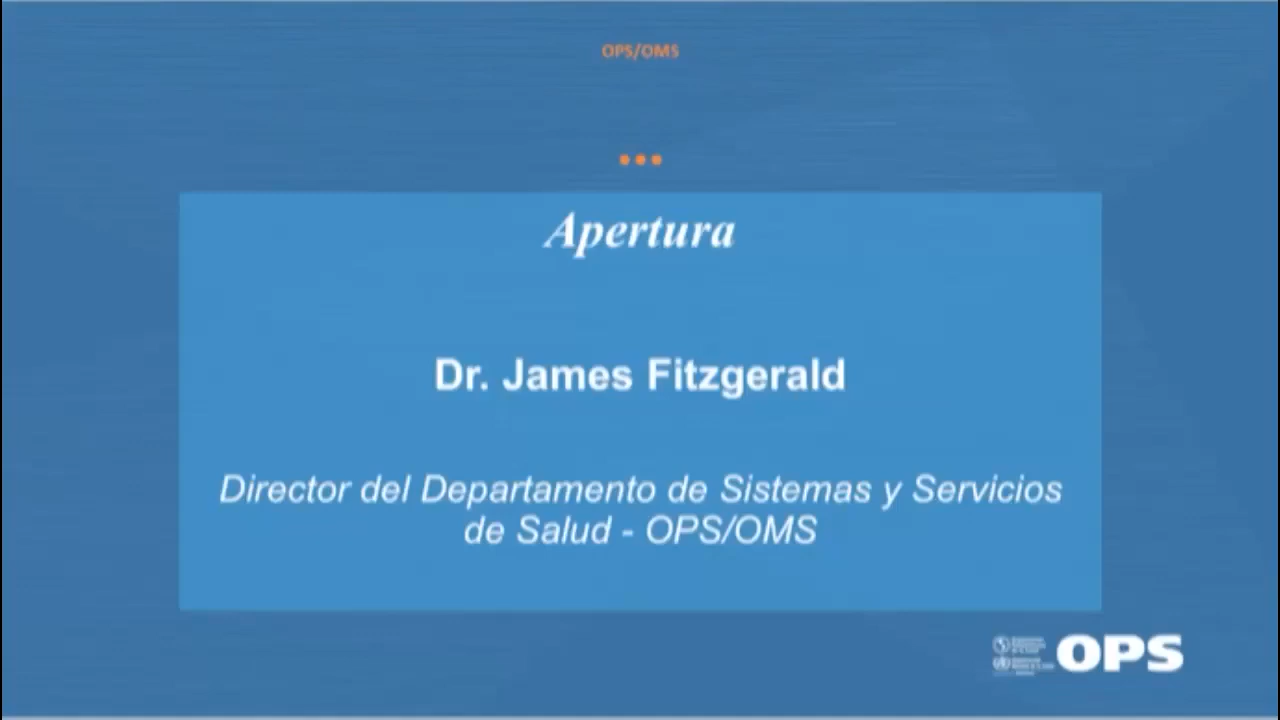 OPS/OMS
Apertura
Dr. James Fitzgerald
Director del Departamento de Sistemas y Servicios
de Salud - OPS/OMS
OPS